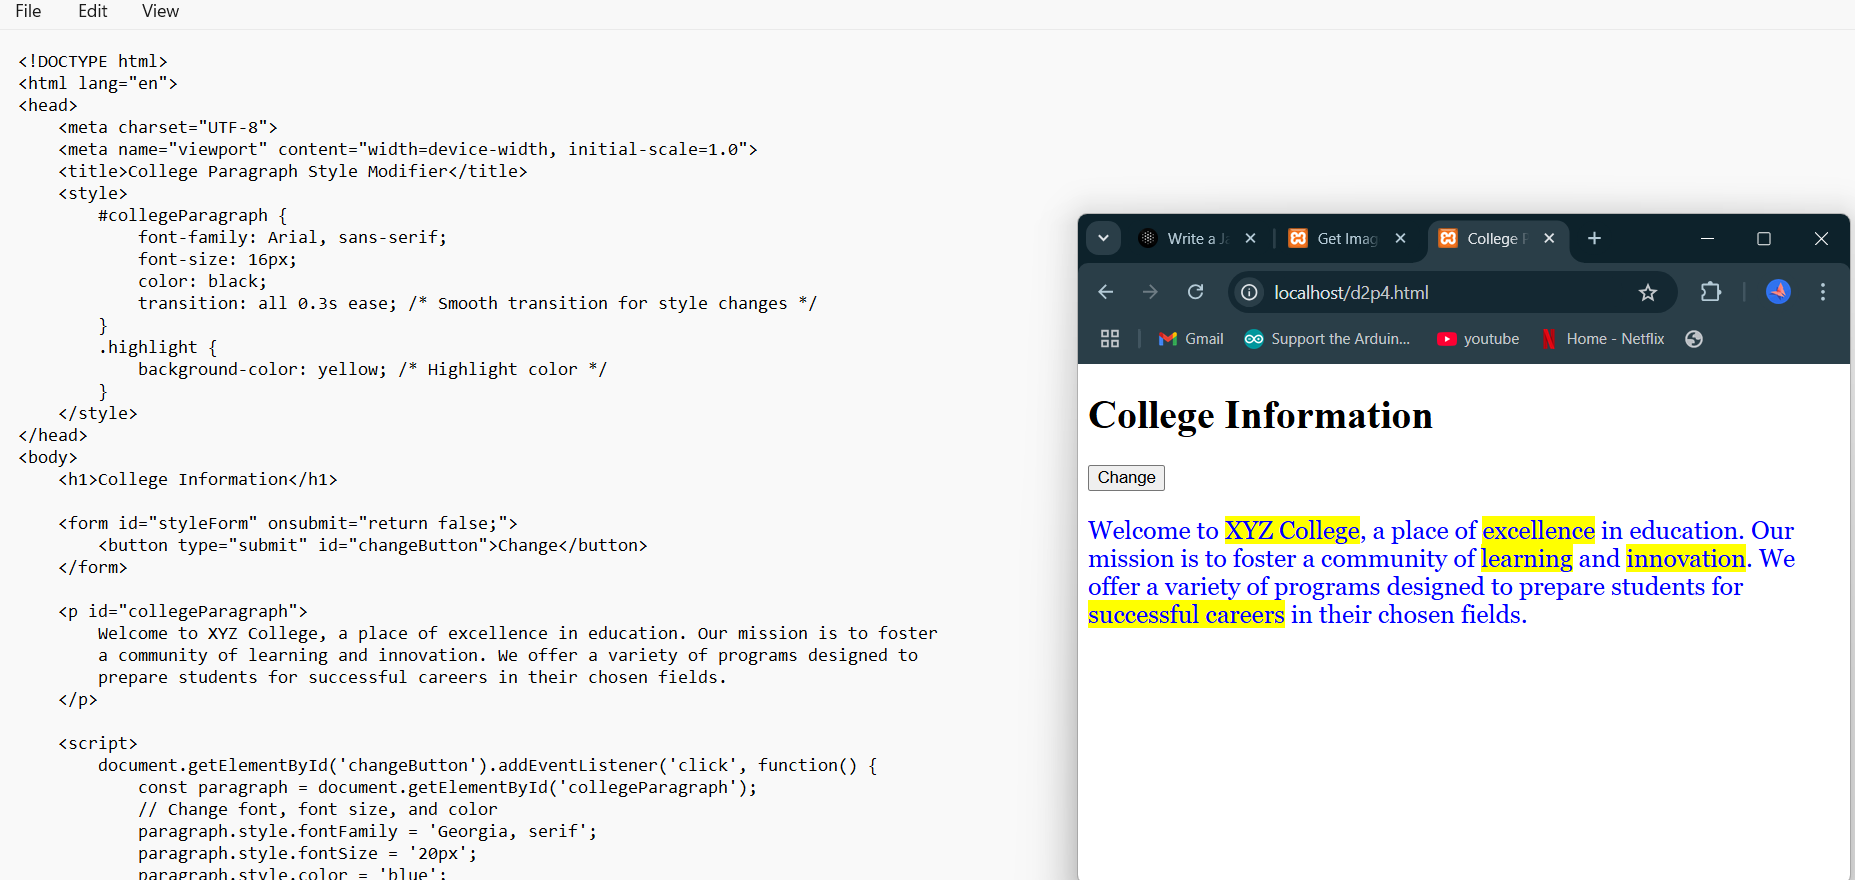 File Edit View
<!DOCTYPE html>
<html lang="en">
<head>
    <meta charset="UTF-8">
    <meta name="viewport" content="width=device-width, initial-scale=1.0">
    <title>College Paragraph Style Modifier</title>
    <style>
        #collegeParagraph {
            font-family: Arial, sans-serif;
            font-size: 16px;
            color: black;
            transition: all 0.3s ease; /* Smooth transition for style changes */
        }
        .highlight {
            background-color: yellow; /* Highlight color */
        }
    </style>
</head>
<body>
    <h1>College Information</h1>
    <form id="styleForm" onsubmit="return false;">
        <button type="submit" id="changeButton">Change</button>
    </form>
    <p id="collegeParagraph">
        Welcome to XYZ College, a place of excellence in education. Our mission is to foster
        a community of learning and innovation. We offer a variety of programs designed to
        prepare students for successful careers in their chosen fields.
    </p>
    <script>
        document.getElementById('changeButton').addEventListener('click', function() {
            const paragraph = document.getElementById('collegeParagraph');
            // Change font, font size, and color
            paragraph.style.fontFamily = 'Georgia, serif';
            paragraph.style.fontSize = '20px';
            paragraph.style.color = 'blue';
Write a Ja Get Imag College P
localhost/d2p4.html
Gmail Support the Arduin... youtube Home - Netflix
College Information
Change
Welcome to XYZ College, a place of excellence in education. Our
mission is to foster a community of learning and innovation. We
offer a variety of programs designed to prepare students for
successful careers in their chosen fields.